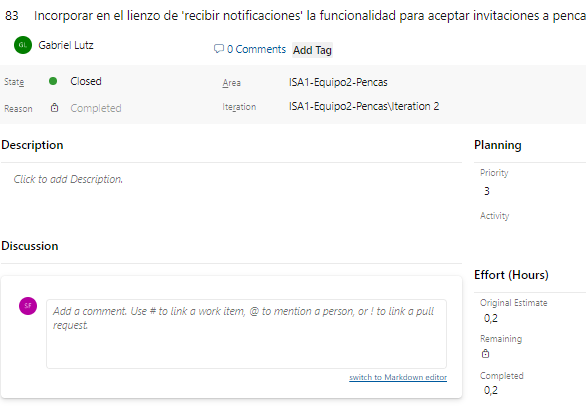 83 Incorporar en el lienzo de 'recibir notificaciones' la funcionalidad para aceptar invitaciones a penca
GL Gabriel Lutz
0 Comments Add Tag
State Closed
Area ISA1-Equipo2-Pencas
Reason Completed
Iteration ISA1-Equipo2-Pencas\Iteration 2
Description
Click to add Description.
Planning
Priority
3
Activity
Discussion
SF
Add a comment. Use # to link a work item, @ to mention a person, or ! to link a pull
request.
switch to Markdown editor
Effort (Hours)
Original Estimate
0,2
Remaining
Completed
0,2